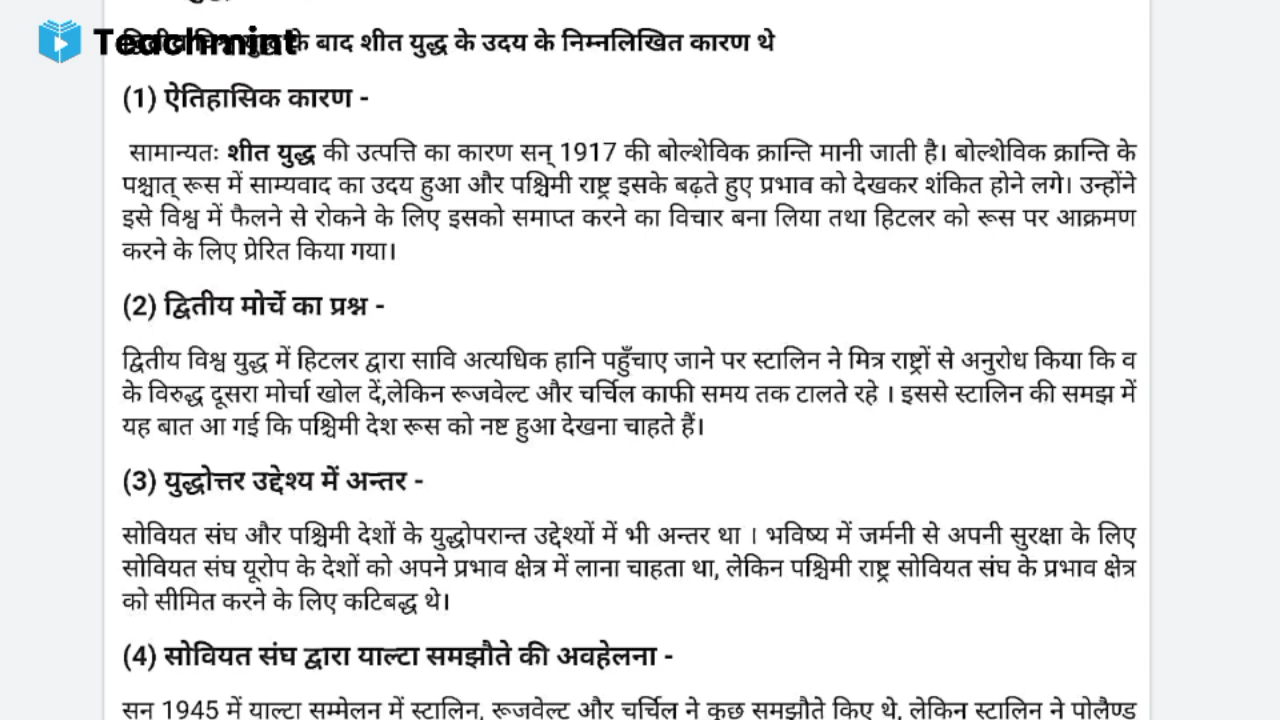 Teachmint
के बाद शीत युद्ध के उदय के निम्नलिखित कारण थे
(1) ऐतिहासिक कारण -
सामान्यतः शीत युद्ध की उत्पत्ति का कारण सन् 1917 की बोल्शेविक क्रान्ति मानी जाती है। बोल्शेविक क्रान्ति के
पश्चात् रूस में साम्यवाद का उदय हुआ और पश्चिमी राष्ट्र इसके बढ़ते हुए प्रभाव को देखकर शंकित होने लगे। उन्होंने
इसे विश्व में फैलने से रोकने के लिए इसको समाप्त करने का विचार बना लिया तथा हिटलर को रूस पर आक्रमण
करने के लिए प्रेरित किया गया।
(2) द्वितीय मोर्चे का प्रश्न -
द्वितीय विश्व युद्ध में हिटलर द्वारा सावि अत्यधिक हानि पहुँचाए जाने पर स्टालिन ने मित्र राष्ट्रों से अनुरोध किया कि व
के विरुद्ध दूसरा मोर्चा खोल दें,लेकिन रूजवेल्ट और चर्चिल काफी समय तक टालते रहे । इससे स्टालिन की समझ में
यह बात आ गई कि पश्चिमी देश रूस को नष्ट हुआ देखना चाहते हैं।
(3) युद्धोत्तर उद्देश्य में अन्तर -
सोवियत संघ और पश्चिमी देशों के युद्धोपरान्त उद्देश्यों में भी अन्तर था । भविष्य में जर्मनी से अपनी सुरक्षा के लिए
सोवियत संघ यूरोप के देशों को अपने प्रभाव क्षेत्र में लाना चाहता था, लेकिन पश्चिमी राष्ट्र सोवियत संघ के प्रभाव क्षेत्र
को सीमित करने के लिए कटिबद्ध थे।
(4) सोवियत संघ द्वारा याल्टा समझौते की अवहेलना -
सन् 1945 में याल्टा सम्मेलन में स्टालिन, रूजवेल्ट और चर्चिल ने कुछ समझौते किए थे, लेकिन स्टालिन ने पोलैण्ड